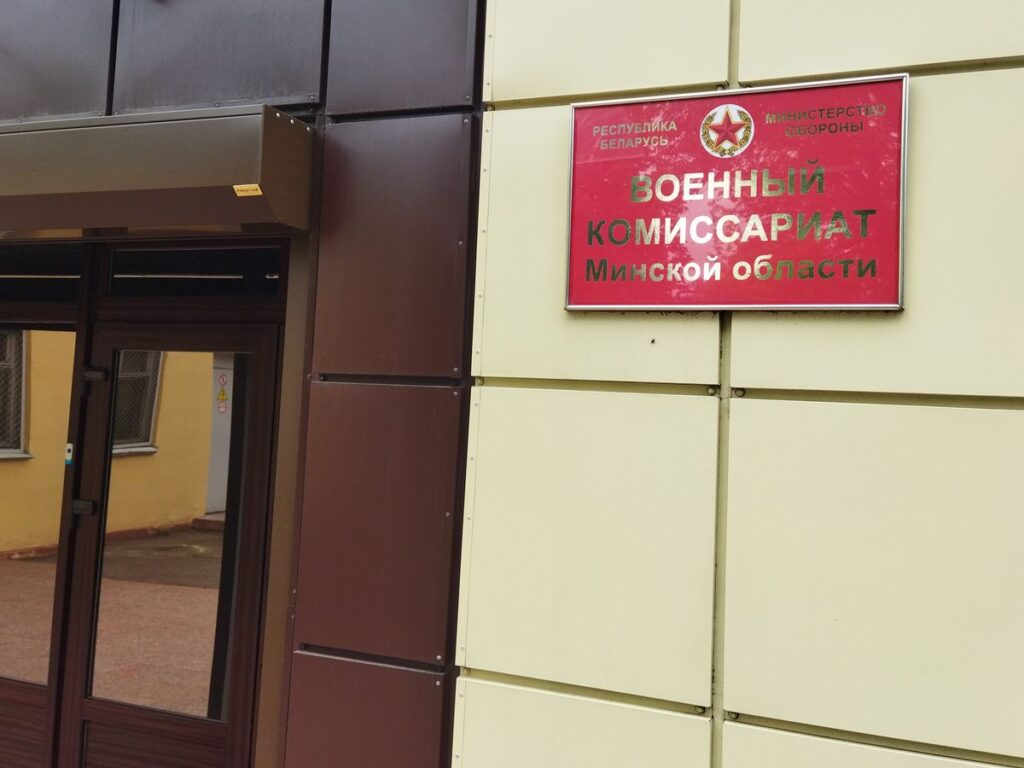 РЕСПУБЛИКА
БЕЛАРУСЬ
МИНИСТЕРСТВО
ОБОРОНЫ
ВОЕННЫЙ
КОМИССАРИАТ
Минской области